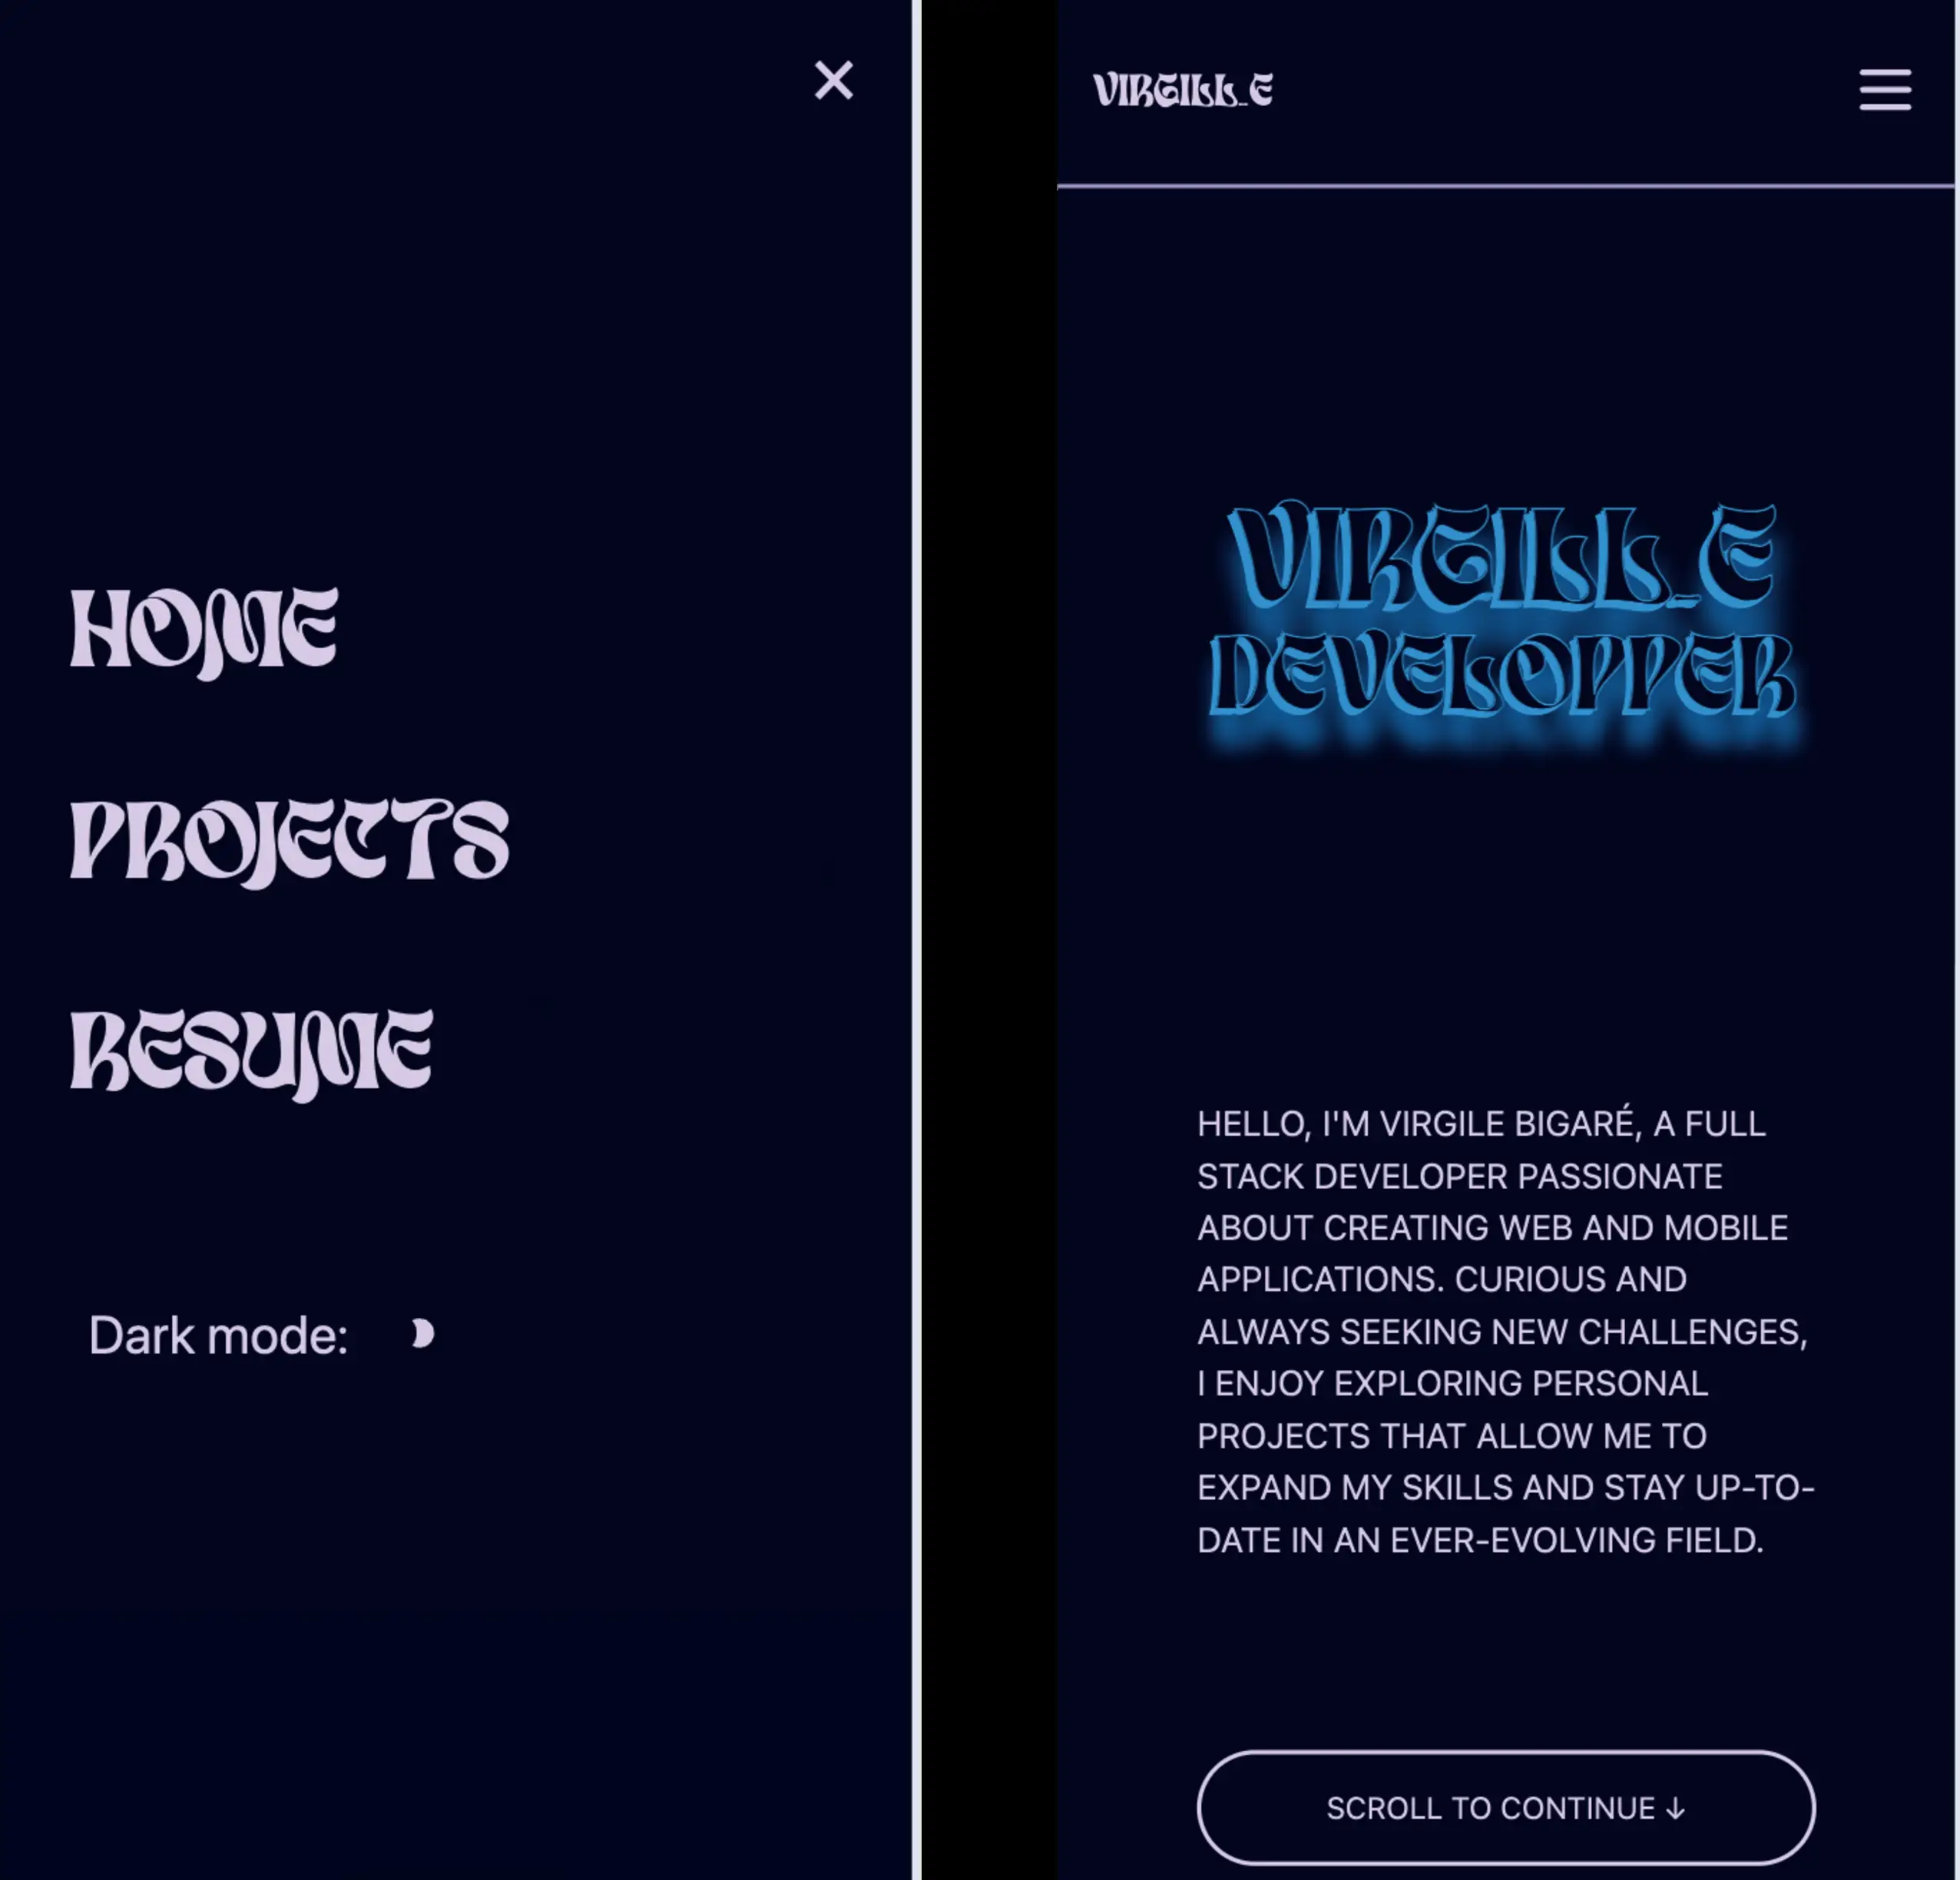 HOME
PROJECTS
RESUME
Dark mode:
VIRGILL_E
VIRGILL_E
DEVELOPPER
HELLO, I'M VIRGILE BIGARÉ, A FULL
STACK DEVELOPER PASSIONATE
ABOUT CREATING WEB AND MOBILE
APPLICATIONS. CURIOUS AND
ALWAYS SEEKING NEW CHALLENGES,
I ENJOY EXPLORING PERSONAL
PROJECTS THAT ALLOW ME TO
EXPAND MY SKILLS AND STAY UP-TO-
DATE IN AN EVER-EVOLVING FIELD.
SCROLL TO CONTINUE ↓